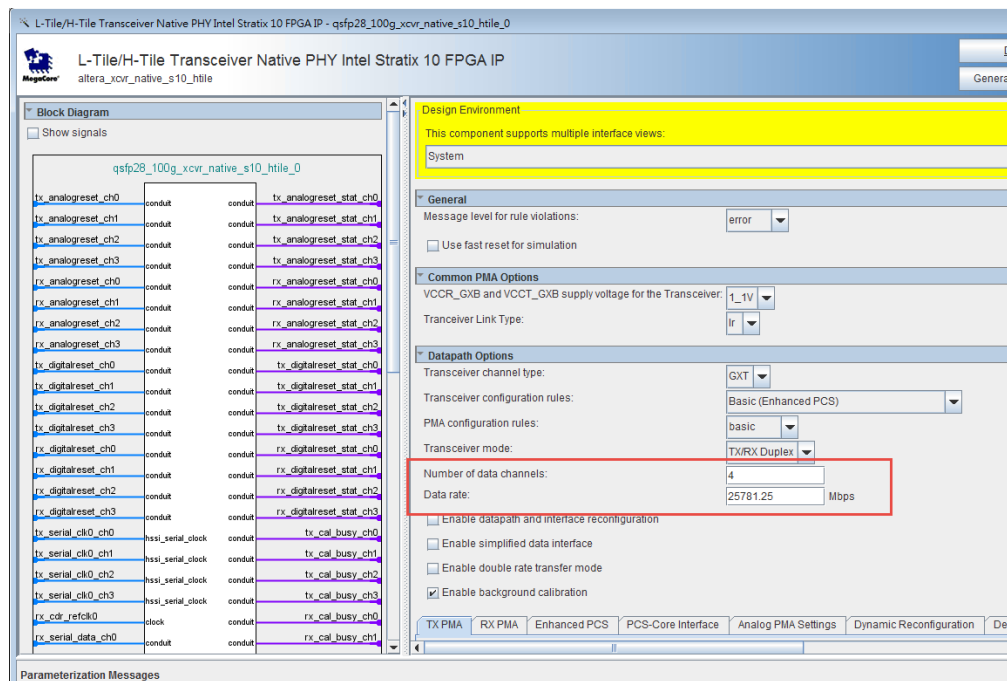 L-Tile/H-Tile Transceiver Native PHY Intel Stratix 10 FPGA IP - qsfp28_100g_xcvr_native_s10_htile_0
L-Tile/H-Tile Transceiver Native PHY Intel Stratix 10 FPGA IP
MegaCore'
altera_xcvr_native_s10_htile
Block Diagram
Show signals
qsfp28_100g_xcvr_native_s10_htile_0
tx_analogreset_ch0 conduit conduit tx_analogreset_stat_ch0
tx_analogreset_ch1 conduit conduit tx_analogreset_stat_ch1
tx_analogreset_ch2 conduit conduit tx_analogreset_stat_ch2
tx_analogreset_ch3 conduit conduit tx_analogreset_stat_ch3
rx_analogreset_ch0 conduit conduit rx_analogreset_stat_ch0
rx_analogreset_ch1 conduit conduit rx_analogreset_stat_ch1
rx_analogreset_ch2 conduit conduit rx_analogreset_stat_ch2
rx_analogreset_ch3 conduit conduit rx_analogreset_stat_ch3
tx_digitalreset_ch0 conduit conduit tx_digitalreset_stat_ch0
tx_digitalreset_ch1 conduit conduit tx_digitalreset_stat_ch1
tx_digitalreset_ch2 conduit conduit tx_digitalreset_stat_ch2
tx_digitalreset_ch3 conduit conduit tx_digitalreset_stat_ch3
rx_digitalreset_ch0 conduit conduit rx_digitalreset_stat_ch0
rx_digitalreset_ch1 conduit conduit rx_digitalreset_stat_ch1
rx_digitalreset_ch2 conduit conduit rx_digitalreset_stat_ch2
rx_digitalreset_ch3 conduit conduit rx_digitalreset_stat_ch3
tx_serial_clk0_ch0 hssi_serial_clock conduit tx_cal_busy_ch0
tx_serial_clk0_ch1 hssi_serial_clock conduit tx_cal_busy_ch1
tx_serial_clk0_ch2 hssi_serial_clock conduit tx_cal_busy_ch2
tx_serial_clk0_ch3 hssi_serial_clock conduit tx_cal_busy_ch3
rx_cdr_refclk0 clock conduit rx_cal_busy_ch0
rx_serial_data_ch0 conduit conduit rx_cal_busy_ch1
Design Environment
This component supports multiple interface views:
System
General
Message level for rule violations: error
Use fast reset for simulation
Common PMA Options
VCCR_GXB and VCCT_GXB supply voltage for the Transceiver: 1_1V
Tranceiver Link Type: lr
Datapath Options
Transceiver channel type: GXT
Transceiver configuration rules: Basic (Enhanced PCS)
PMA configuration rules: basic
Transceiver mode: TX/RX Duplex
Number of data channels: 4
Data rate: 25781.25 Mbps
Enable datapath and interface reconfiguration
Enable simplified data interface
Enable double rate transfer mode
Enable background calibration
TX PMA RX PMA Enhanced PCS PCS-Core Interface Analog PMA Settings Dynamic Reconfiguration
Parameterization Messages